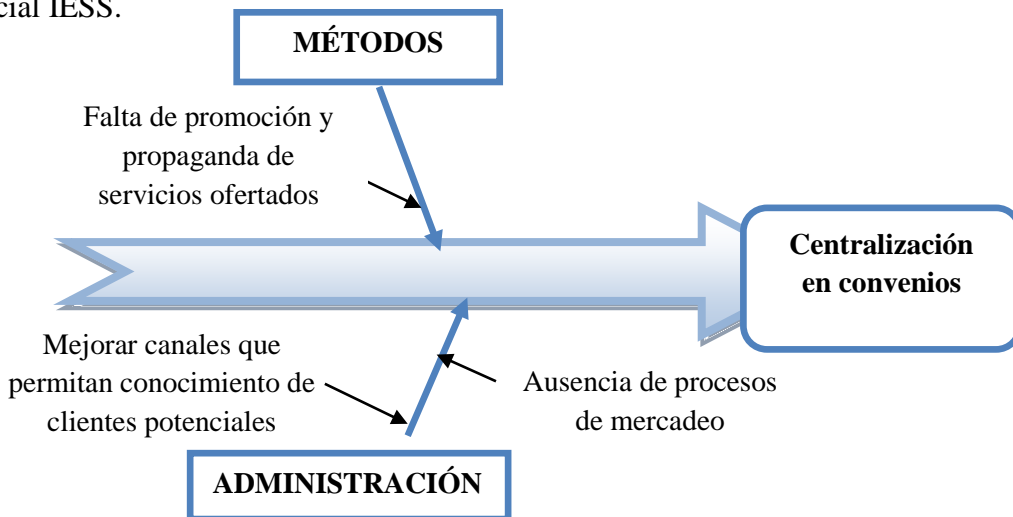 IESS.
MÉTODOS
Falta de promoción y
propaganda de
servicios ofertados
Centralización
en convenios
Mejorar canales que
permitan conocimiento de
clientes potenciales
Ausencia de procesos
de mercadeo
ADMINISTRACIÓN